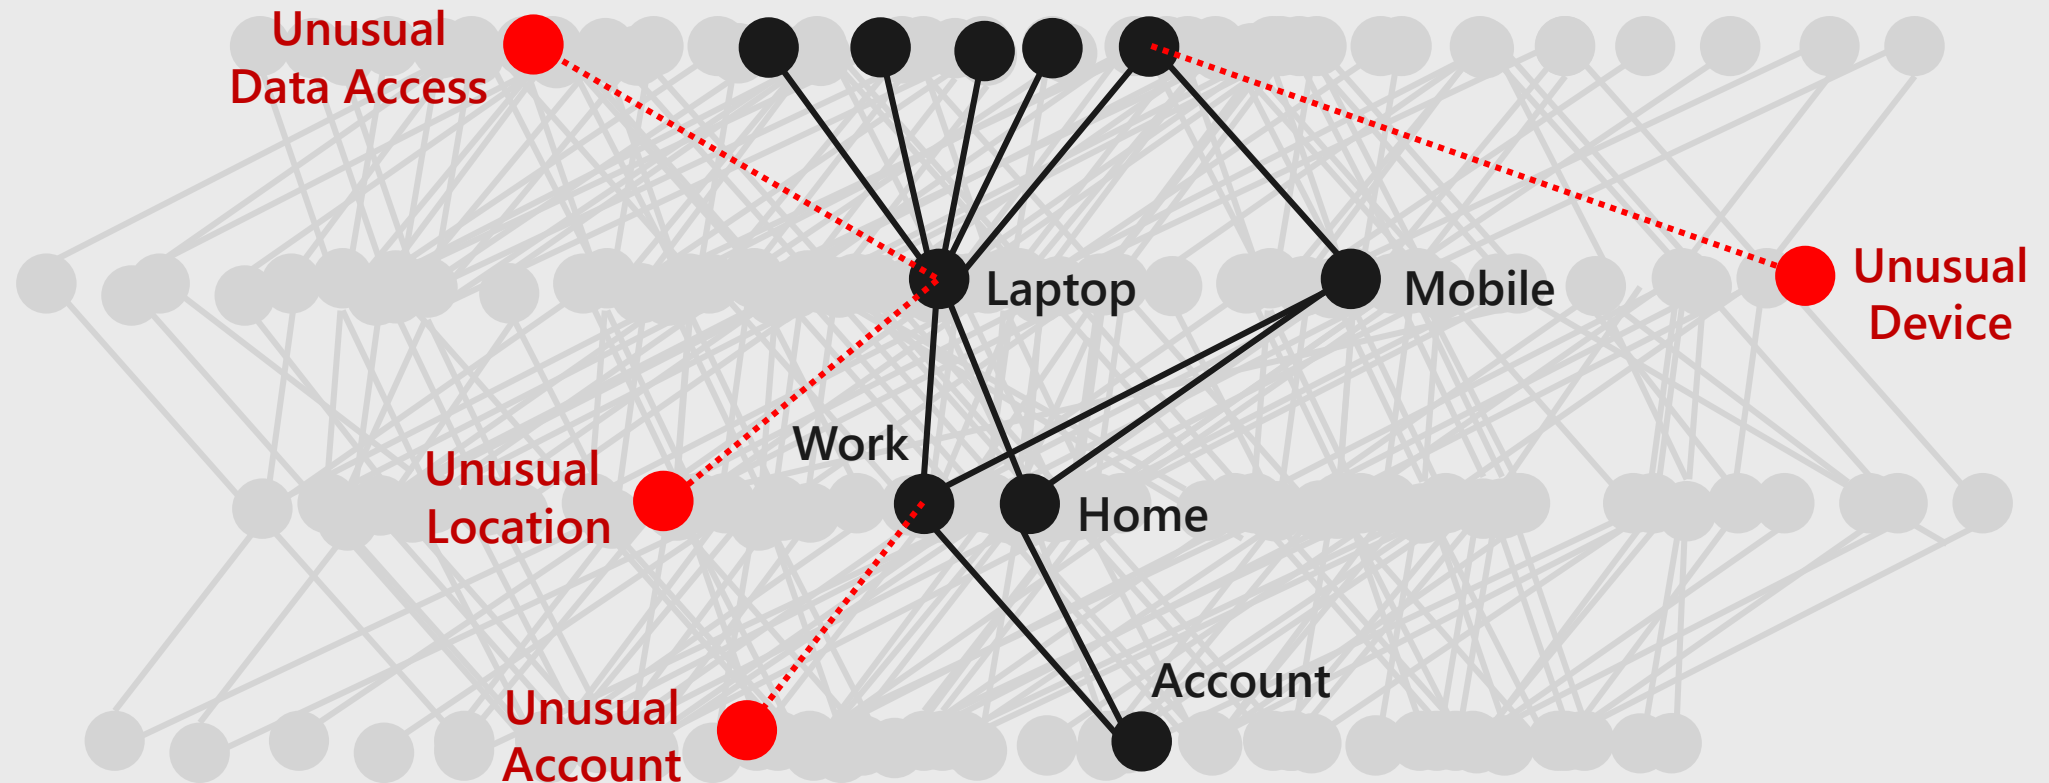 Unusual
Data Access
Laptop
Mobile
Unusual
Device
Work
Unusual
Location
Home
Account
Unusual
Account